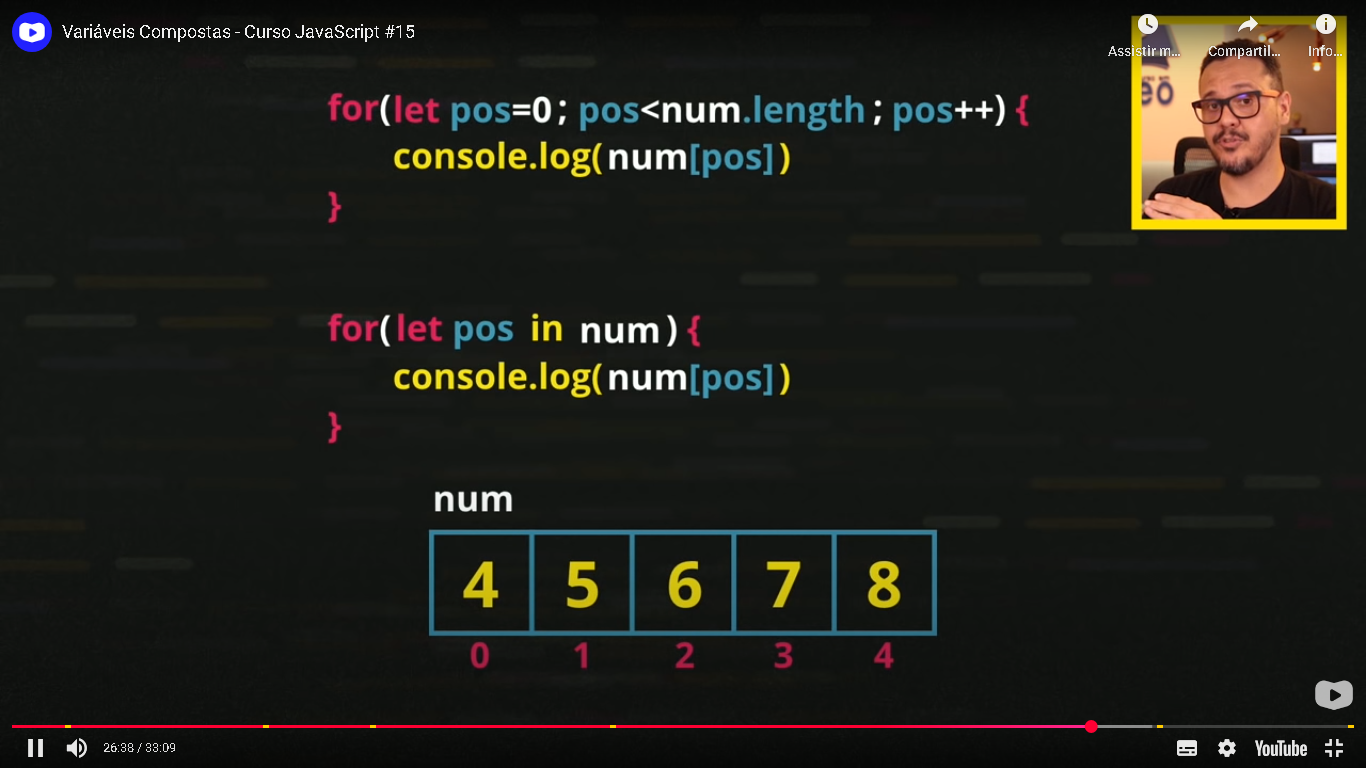 Variáveis Compostas - Curso JavaScript #15
Assistir m...
Compartil...
Info...
eo
for(let pos=0; pos<num.length; pos++) {
console.log(num[pos])
}
for(let pos in num) {
console.log(num[pos])
}
num
4 5 6 7 8
0 1 2 3 4
26:38 / 33:09
YouTube